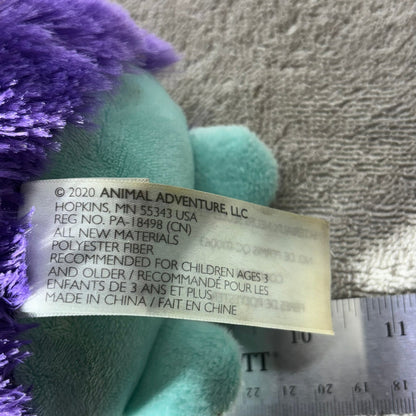 © 2020 ANIMAL ADVENTURE, LLC
HOPKINS, MN 55343 USA
REG NO. PA-18498 (CN)
ALL NEW MATERIALS
POLYESTER FIBER
RECOMMENDED FOR CHILDREN AGES 3
AND OLDER / RECOMMANDÉ POUR LES
ENFANTS DE 3 ANS ET PLUS
MADE IN CHINA / FAIT EN CHINE
10 11